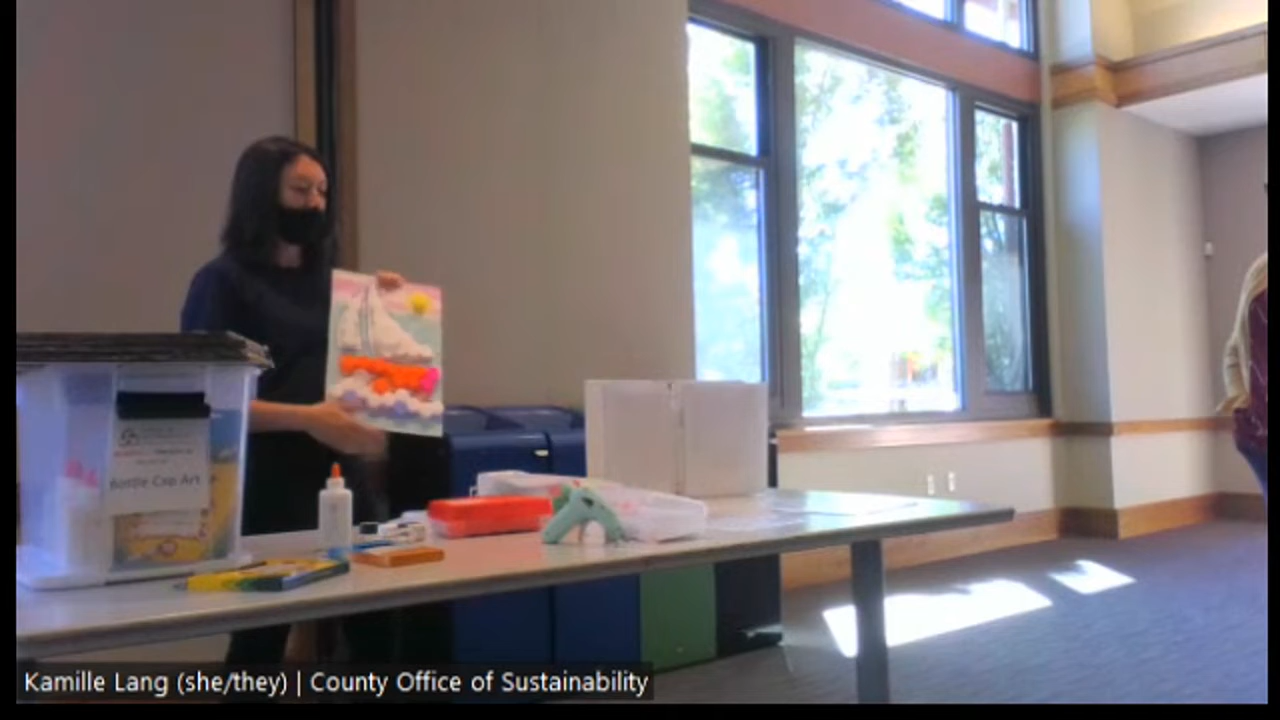 Bottle Cap Art
Kamille Lang (she/they) | County Office of Sustainability